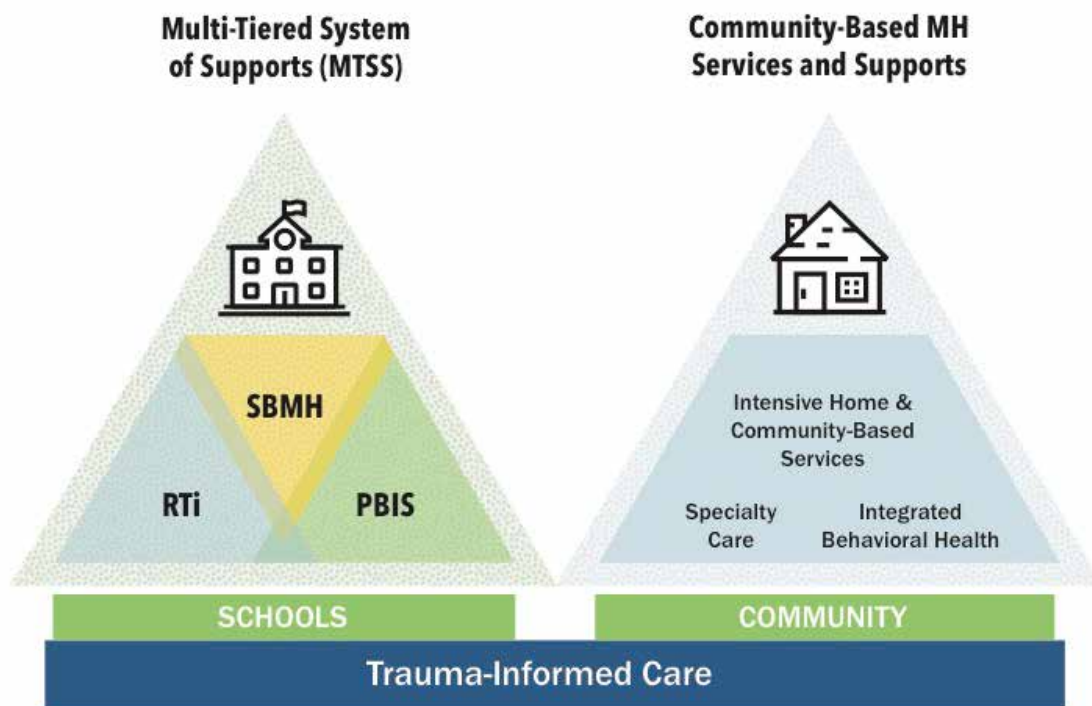 Multi-Tiered System
of Supports (MTSS)
Community-Based MH
Services and Supports
SBMH
RTi
PBIS
Intensive Home &
Community-Based
Services
Specialty
Care
Integrated
Behavioral Health
SCHOOLS
COMMUNITY
Trauma-Informed Care